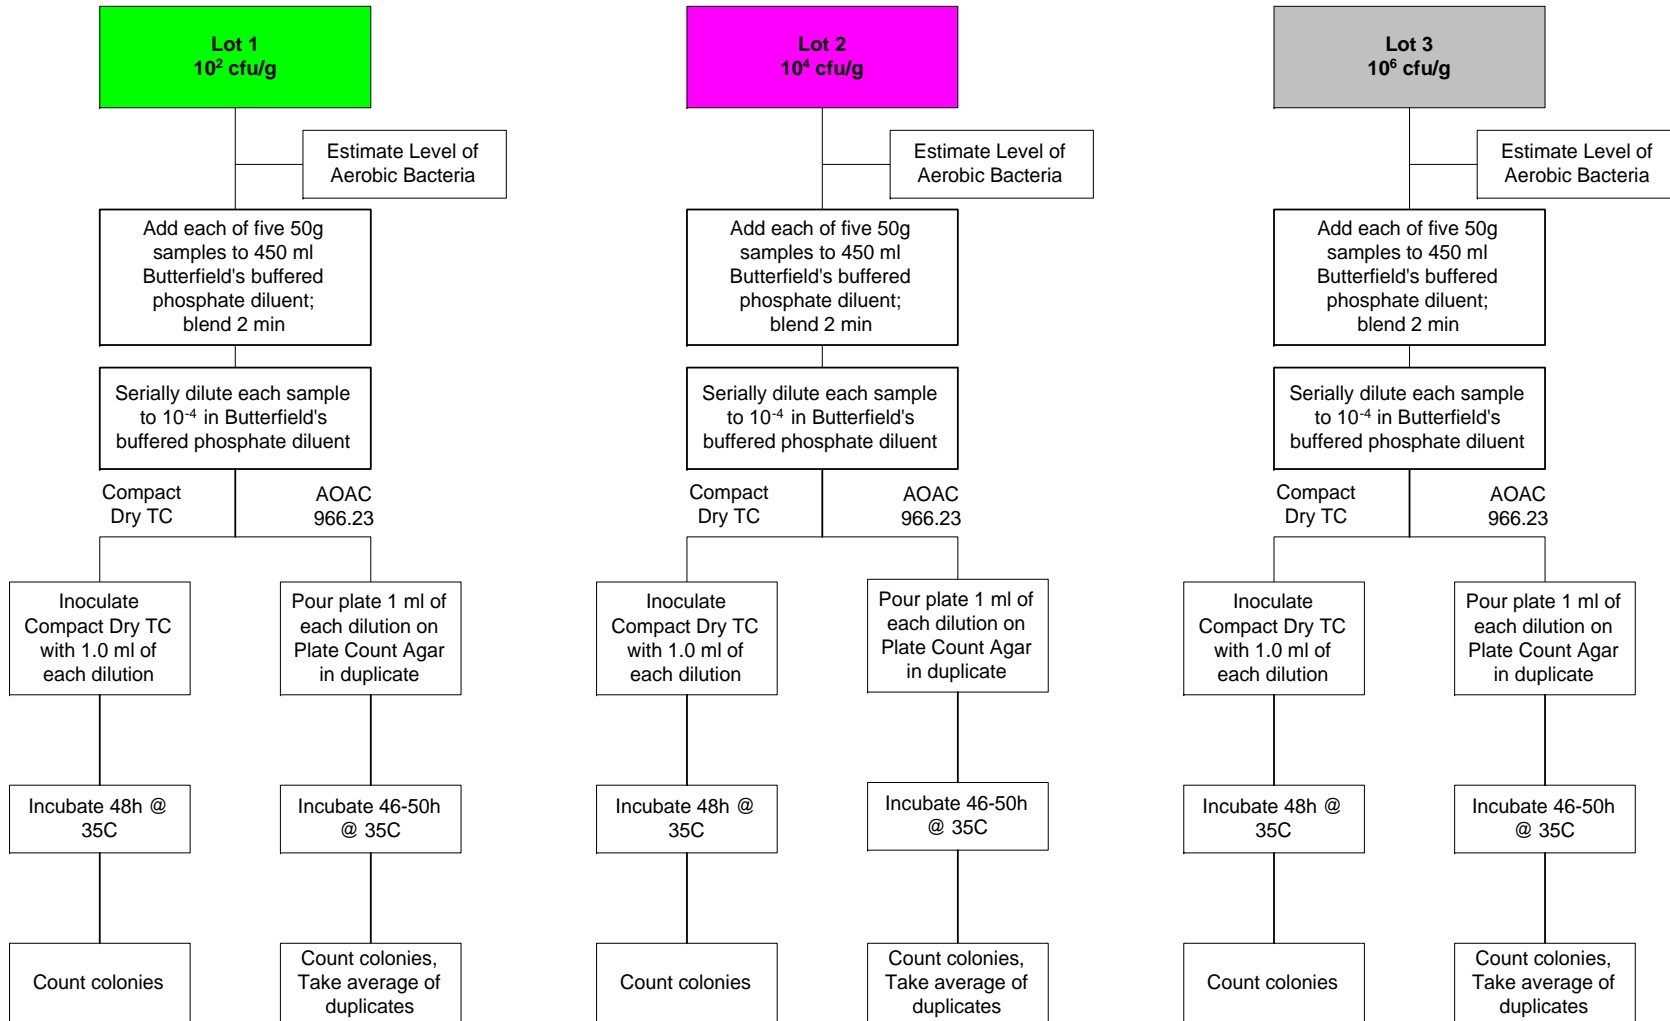 Lot 1
10² cfu/g
Estimate Level of
Aerobic Bacteria
Add each of five 50g
samples to 450 ml
Butterfield's buffered
phosphate diluent;
blend 2 min
Serially dilute each sample
to 10⁻⁴ in Butterfield's
buffered phosphate diluent
Compact
Dry TC
AOAC
966.23
Inoculate
Compact Dry TC
with 1.0 ml of
each dilution
Pour plate 1 ml of
each dilution on
Plate Count Agar
in duplicate
Incubate 48h @
35C
Incubate 46-50h
@ 35C
Count colonies
Count colonies,
Take average of
duplicates
Lot 2
10⁴ cfu/g
Estimate Level of
Aerobic Bacteria
Add each of five 50g
samples to 450 ml
Butterfield's buffered
phosphate diluent;
blend 2 min
Serially dilute each sample
to 10⁻⁴ in Butterfield's
buffered phosphate diluent
Compact
Dry TC
AOAC
966.23
Inoculate
Compact Dry TC
with 1.0 ml of
each dilution
Pour plate 1 ml of
each dilution on
Plate Count Agar
in duplicate
Incubate 48h @
35C
Incubate 46-50h
@ 35C
Count colonies
Count colonies,
Take average of
duplicates
Lot 3
10⁶ cfu/g
Estimate Level of
Aerobic Bacteria
Add each of five 50g
samples to 450 ml
Butterfield's buffered
phosphate diluent;
blend 2 min
Serially dilute each sample
to 10⁻⁴ in Butterfield's
buffered phosphate diluent
Compact
Dry TC
AOAC
966.23
Inoculate
Compact Dry TC
with 1.0 ml of
each dilution
Pour plate 1 ml of
each dilution on
Plate Count Agar
in duplicate
Incubate 48h @
35C
Incubate 46-50h
@ 35C
Count colonies
Count colonies,
Take average of
duplicates